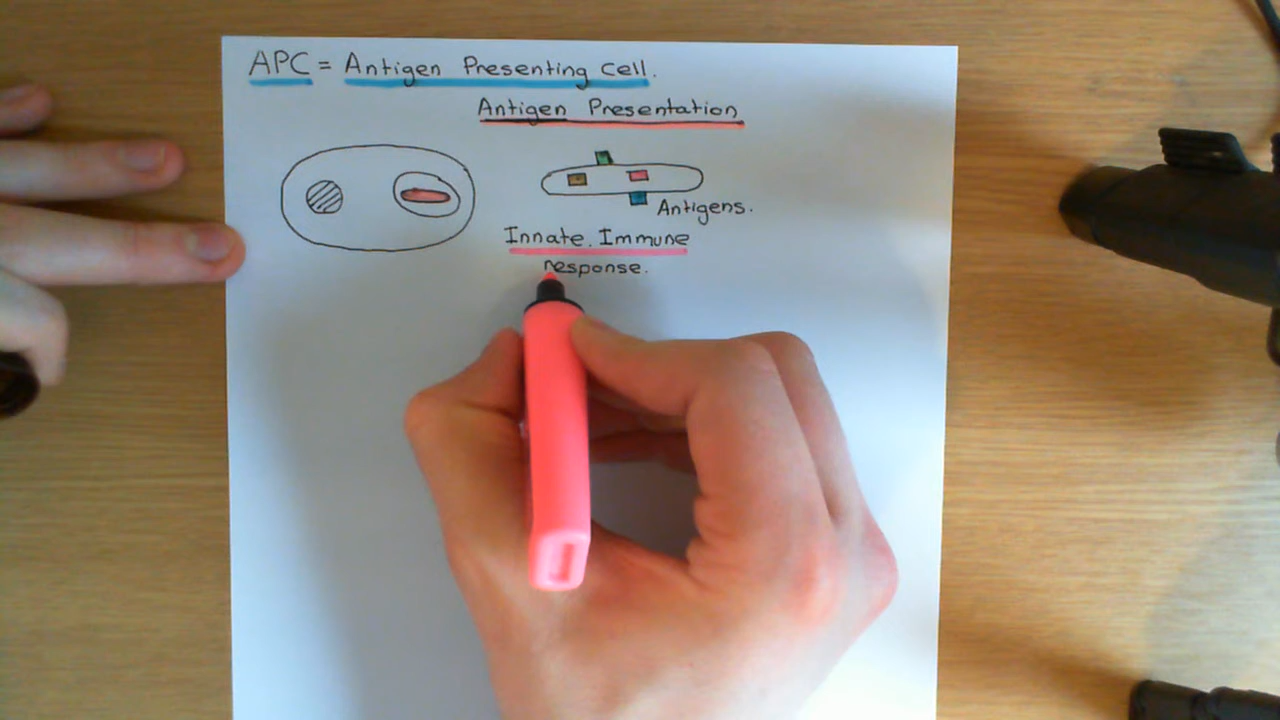 APC = Antigen Presenting Cell.
Antigen Presentation
Antigens.
Innate. Immune
response.